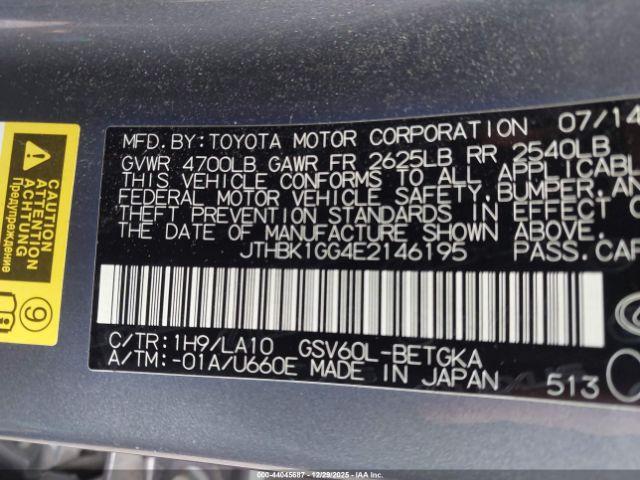 MFD. BY: TOYOTA MOTOR CORPORATION 07/14
GVWR 4700LB GAWR FR 2625LB RR 2540LB
THIS VEHICLE CONFORMS TO ALL APPLICABL
FEDERAL MOTOR VEHICLE SAFETY, BUMPER, AN
THEFT PREVENTION STANDARDS IN EFFECT ON
THE DATE OF MANUFACTURE SHOWN ABOVE.
JTHBK1GG4E2146195 PASS.CAR
C/TR: 1H9/LA10 GSV60L-BETGKA
A/TM: -01A/U660E MADE IN JAPAN 513
CAUTION
ATTENTION
ACHTUNG
Предупреждение
9
IAA - 44045687 - 12/29/2025 - IAAI.COM